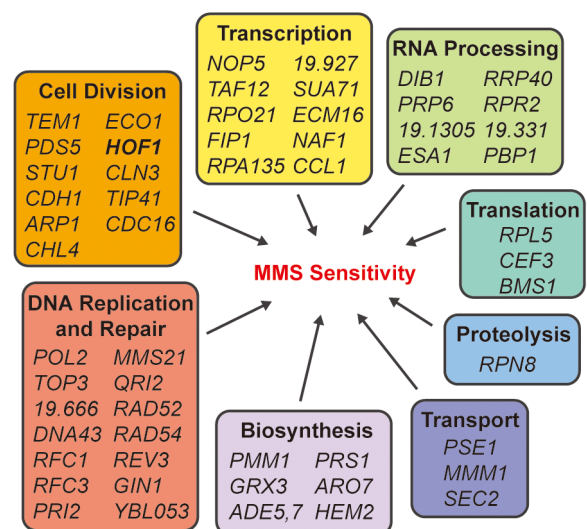 Cell Division
TEM1 ECO1
PDS5 HOF1
STU1 CLN3
CDH1 TIP41
ARP1 CDC16
CHL4
Transcription
NOP5 19.927
TAF12 SUA71
RPO21 ECM16
FIP1 NAF1
RPA135 CCL1
RNA Processing
DIB1 RRP40
PRP6 RPR2
19.1305 19.331
ESA1 PBP1
Translation
RPL5
CEF3
BMS1
MMS Sensitivity
DNA Replication
and Repair
POL2 MMS21
TOP3 QRI2
19.666 RAD52
DNA43 RAD54
RFC1 REV3
RFC3 GIN1
PRI2 YBL053
Biosynthesis
PMM1 PRS1
GRX3 ARO7
ADE5,7 HEM2
Proteolysis
RPN8
Transport
PSE1
MMM1
SEC2